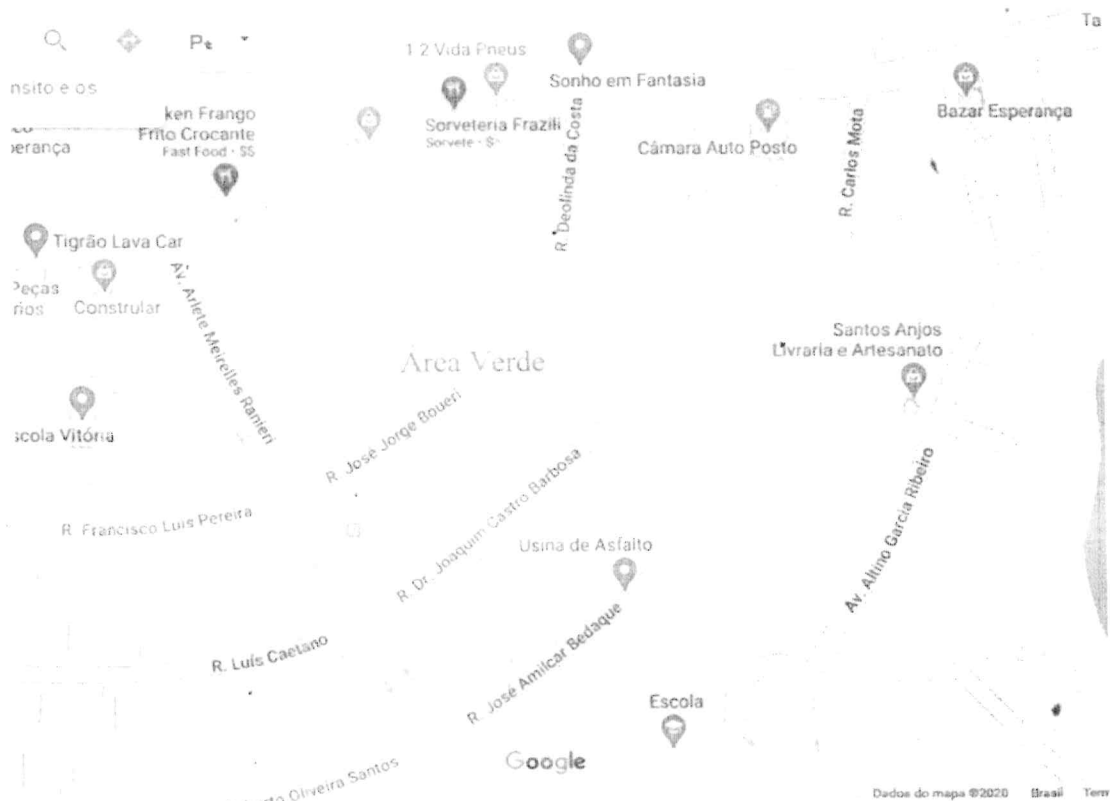 Ta
Pe
1 2 Vida Pneus
Sonho em Fantasia
nsito e os
ken Frango
Frito Crocante
Fast Food · $$
perança
Sorveteria Frazili
Sorvete · $
R. Deolinda da Costa
Câmara Auto Posto
R. Carlos Mota
Bazar Esperança
Tigrão Lava Car
Peças
rios
Constrular
Av. Arlete Meirelles Ranieri
Área Verde
Santos Anjos
Livraria e Artesanato
scola Vitória
R. José Jorge Boueri
R. Francisco Luis Pereira
R. Dr. Joaquim Castro Barbosa
Usina de Asfalto
Av. Altino Garcia Ribeiro
R. Luís Caetano
R. José Amilcar Bedaque
Escola
Google
Oliveira Santos
Dados do mapa ©2020 Brasil Term